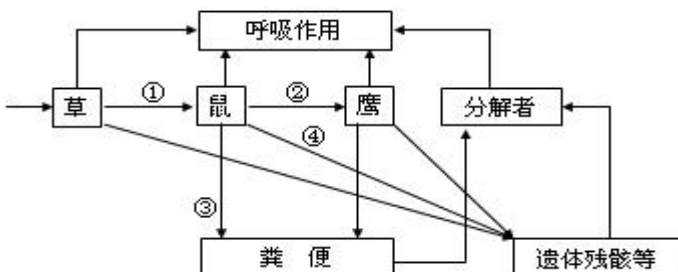 呼吸作用
① ②
草 鼠 鹰 分解者
④
③
粪便 遗体残骸等